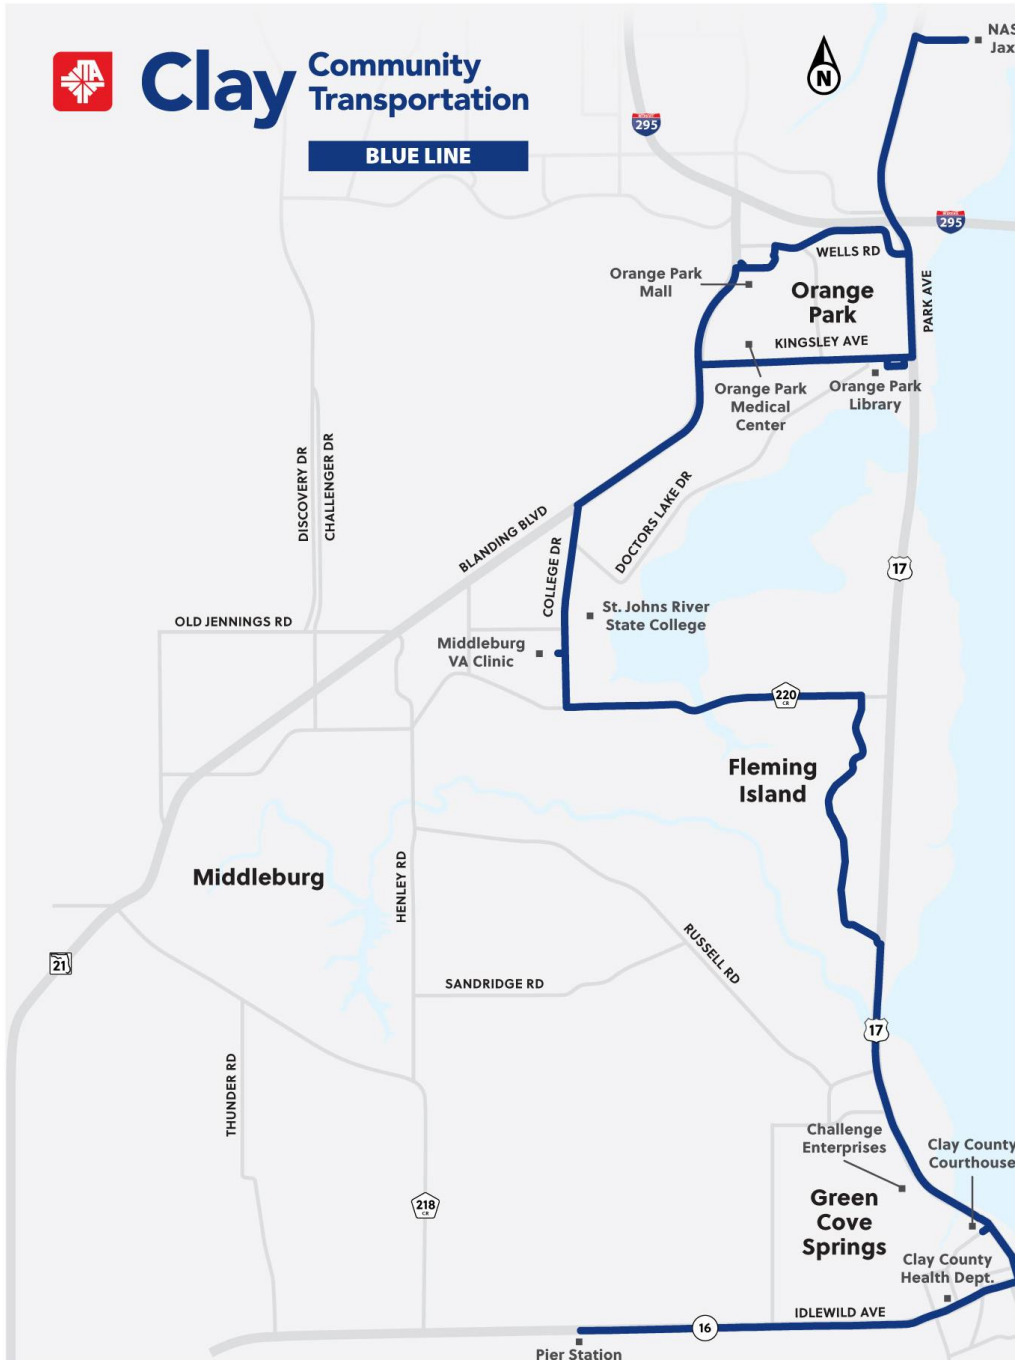 JTA
Clay
Community
Transportation
BLUE LINE
N
NAS
Jax
295
295
WELLS RD
Orange Park
Mall
Orange
Park
PARK AVE
KINGSLEY AVE
Orange Park
Medical
Center
Orange Park
Library
DISCOVERY DR
CHALLENGER DR
BLANDING BLVD
DOCTORS LAKE DR
COLLEGE DR
17
OLD JENNINGS RD
St. Johns River
State College
Middleburg
VA Clinic
220
CR
Fleming
Island
Middleburg
HENLEY RD
RUSSELL RD
21
SANDRIDGE RD
17
THUNDER RD
Challenge
Enterprises
Clay County
Courthouse
218
CR
Green
Cove
Springs
Clay County
Health Dept.
IDLEWILD AVE
16
Pier Station